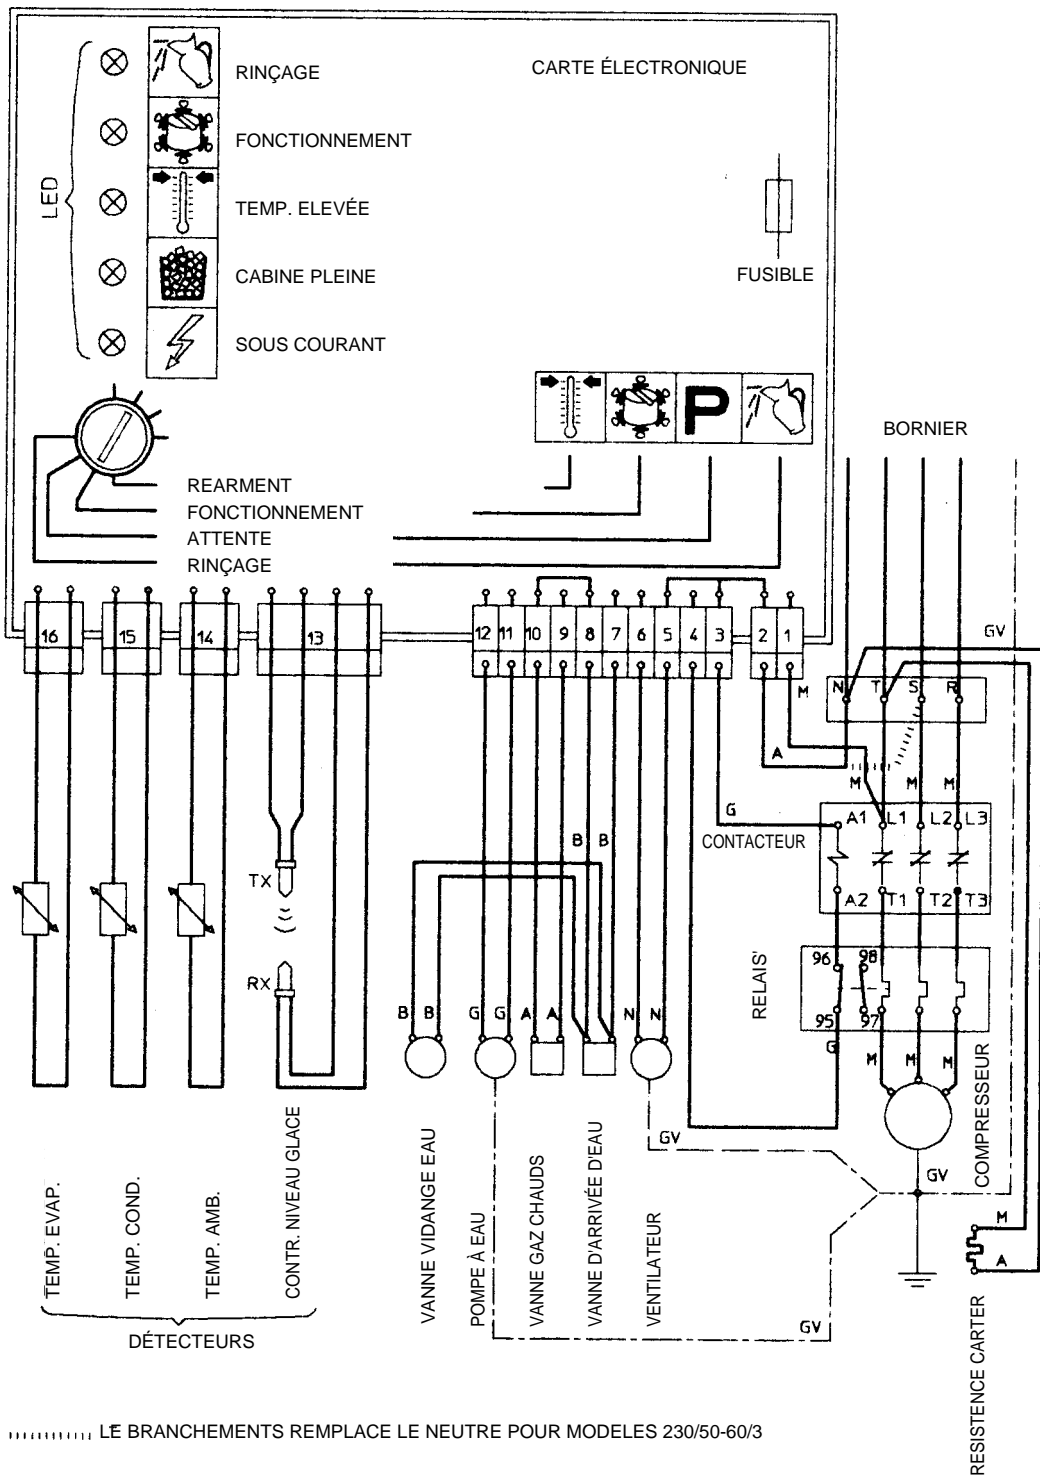 LED
RINÇAGE
CARTE ÉLECTRONIQUE
FONCTIONNEMENT
TEMP. ELEVÉE
CABINE PLEINE
FUSIBLE
SOUS COURANT
P
BORNIER
REARMENT
FONCTIONNEMENT
ATTENTE
RINÇAGE
16 15 14 13 12 11 10 9 8 7 6 5 4 3 2 1
GV
M
N T S R
A
M M M
G
A1 L1 L2 L3
CONTACTEUR
B B
TX
A2 T1 T2 T3
RX
RELAIS'
96 98
95 97
B B G G A A N N
G
M M M
COMPRESSEUR
GV
GV
M
A
GV
TEMP. EVAP.
TEMP. COND.
TEMP. AMB.
CONTR. NIVEAU GLACE
VANNE VIDANGE EAU
POMPE À EAU
VANNE GAZ CHAUDS
VANNE D'ARRIVÉE D'EAU
VENTILATEUR
RESISTENCE CARTER
DÉTECTEURS
LE BRANCHEMENTS REMPLACE LE NEUTRE POUR MODELES 230/50-60/3